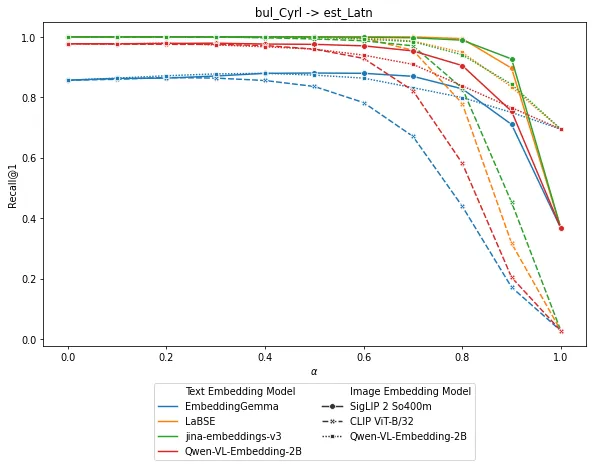 bul_Cyrl -> est_Latn
Recall@1
1.0
0.8
0.6
0.4
0.2
0.0
0.0
0.2
0.4
0.6
0.8
1.0
α
Text Embedding Model
EmbeddingGemma
LaBSE
jina-embeddings-v3
Qwen-VL-Embedding-2B
Image Embedding Model
SigLIP 2 So400m
CLIP ViT-B/32
Qwen-VL-Embedding-2B